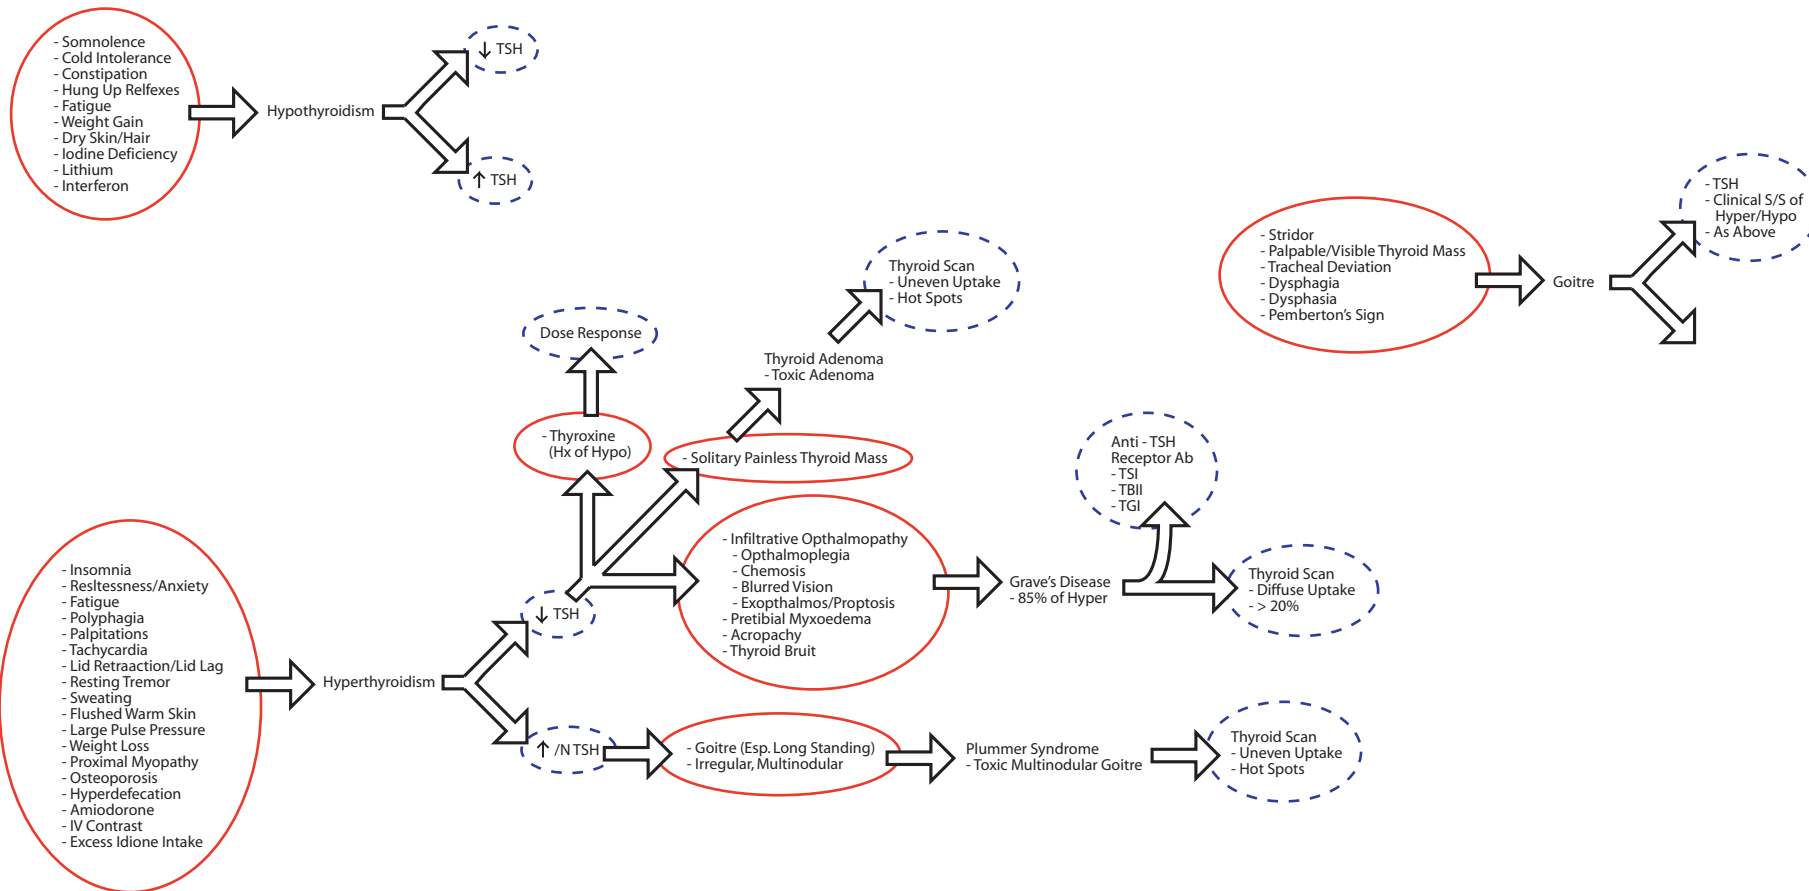 - Somnolence
- Cold Intolerance
- Constipation
- Hung Up Relfexes
- Fatigue
- Weight Gain
- Dry Skin/Hair
- Iodine Deficiency
- Lithium
- Interferon
Hypothyroidism
↓ TSH
↑ TSH
- Insomnia
- Resltessness/Anxiety
- Fatigue
- Polyphagia
- Palpitations
- Tachycardia
- Lid Retraaction/Lid Lag
- Resting Tremor
- Sweating
- Flushed Warm Skin
- Large Pulse Pressure
- Weight Loss
- Proximal Myopathy
- Osteoporosis
- Hyperdefecation
- Amiodorone
- IV Contrast
- Excess Idione Intake
Hyperthyroidism
↓ TSH
↑ /N TSH
- Thyroxine
(Hx of Hypo)
Dose Response
- Solitary Painless Thyroid Mass
Thyroid Adenoma
- Toxic Adenoma
Thyroid Scan
- Uneven Uptake
- Hot Spots
- Infiltrative Opthalmopathy
- Opthalmoplegia
- Chemosis
- Blurred Vision
- Exopthalmos/Proptosis
- Pretibial Myxoedema
- Acropachy
- Thyroid Bruit
Grave's Disease
- 85% of Hyper
Anti - TSH
Receptor Ab
- TSI
- TBII
- TGI
Thyroid Scan
- Diffuse Uptake
- > 20%
- Goitre (Esp. Long Standing)
- Irregular, Multinodular
Plummer Syndrome
- Toxic Multinodular Goitre
Thyroid Scan
- Uneven Uptake
- Hot Spots
- Stridor
- Palpable/Visible Thyroid Mass
- Tracheal Deviation
- Dysphagia
- Dysphasia
- Pemberton's Sign
Goitre
- TSH
- Clinical S/S of
Hyper/Hypo
- As Above